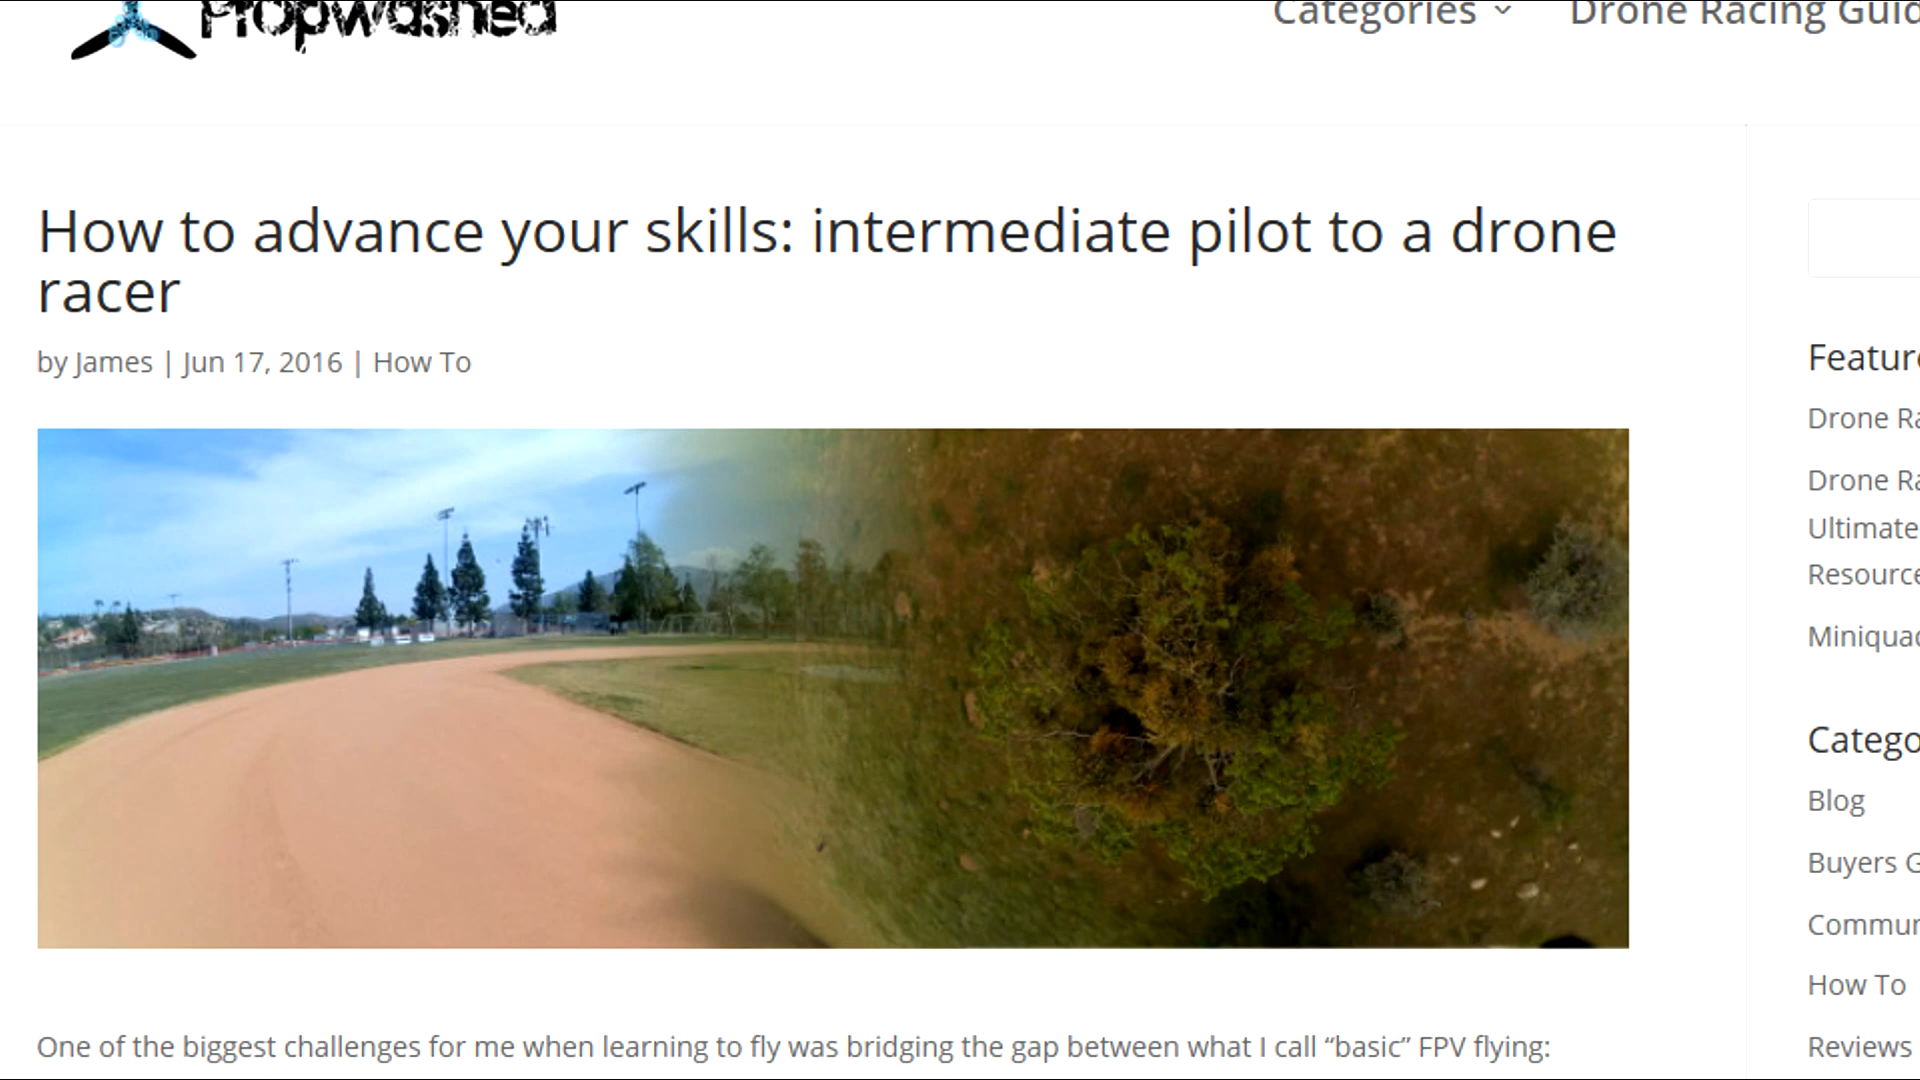 Propwashed
Categories
Drone Racing Guid
How to advance your skills: intermediate pilot to a drone
racer
by James | Jun 17, 2016 | How To
One of the biggest challenges for me when learning to fly was bridging the gap between what I call “basic” FPV flying:
Feature
Drone Ra
Drone Ra
Ultimate
Resource
Miniquad
Catego
Blog
Buyers G
Commun
How To
Reviews